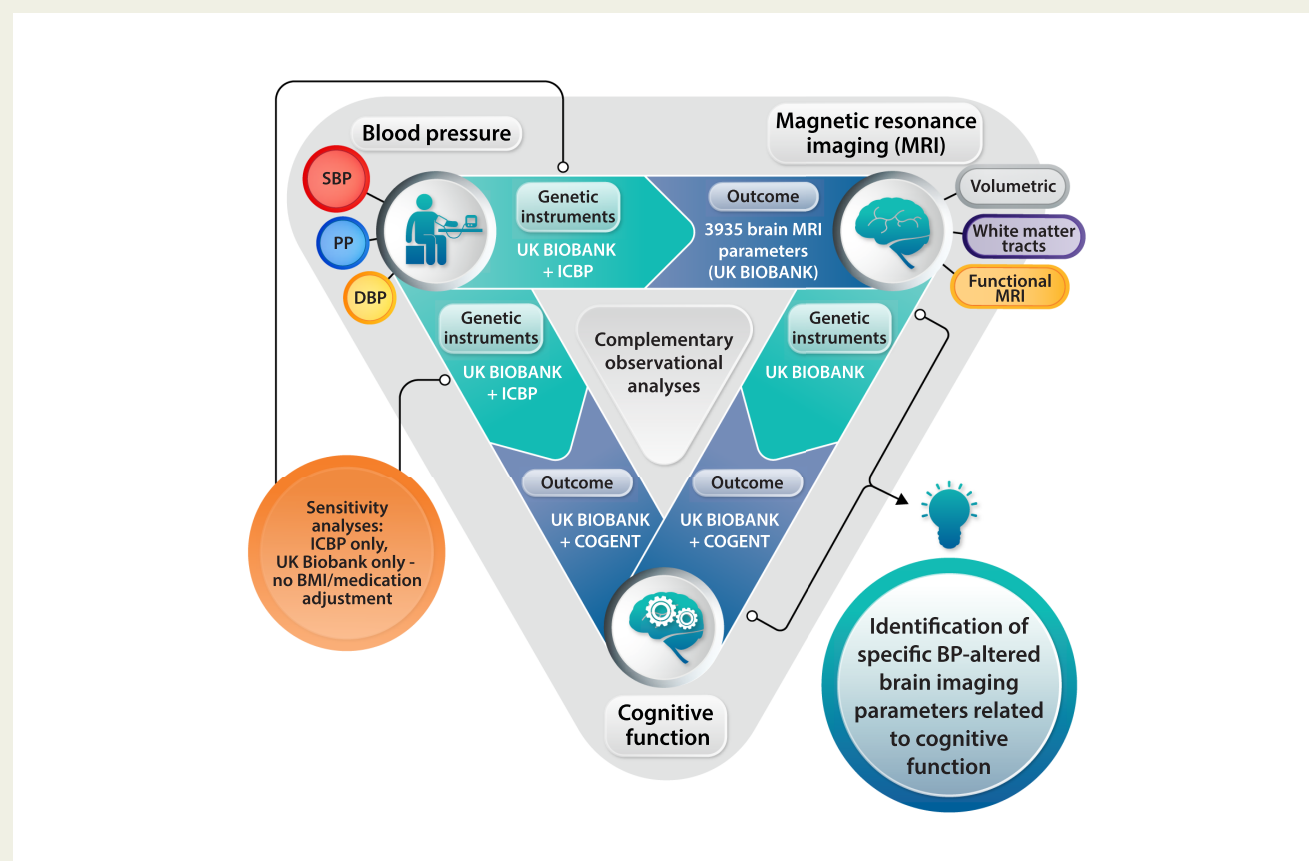 Blood pressure
Magnetic resonance
imaging (MRI)
SBP
PP
DBP
Genetic
instruments
UK BIOBANK
+ ICBP
Outcome
3935 brain MRI
parameters
(UK BIOBANK)
Volumetric
White matter
tracts
Functional
MRI
Genetic
instruments
UK BIOBANK
+ ICBP
Complementary
observational
analyses
Genetic
instruments
UK BIOBANK
Outcome
UK BIOBANK
+ COGENT
Outcome
UK BIOBANK
+ COGENT
Sensitivity
analyses:
ICBP only,
UK Biobank only -
no BMI/medication
adjustment
Cognitive
function
Identification of
specific BP-altered
brain imaging
parameters related
to cognitive
function